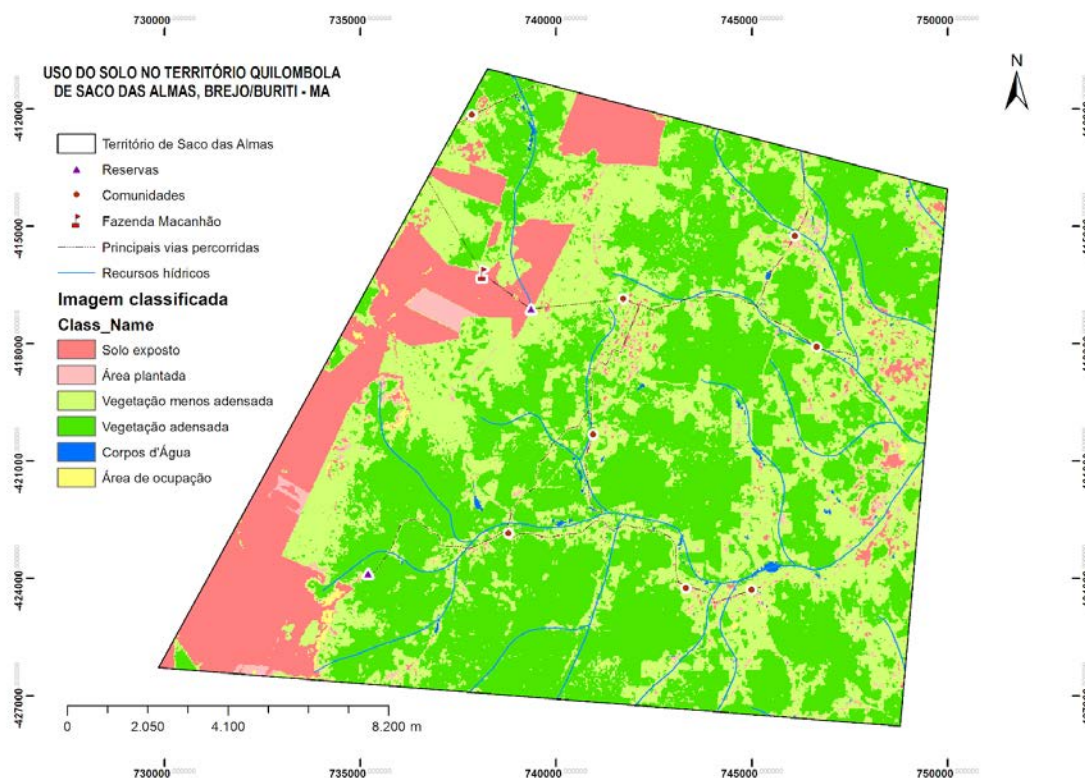 730000 735000 740000 745000 750000
USO DO SOLO NO TERRITÓRIO QUILOMBOLA
DE SACO DAS ALMAS, BREJO/BURITI - MA
N
Território de Saco das Almas
Reservas
Comunidades
Fazenda Macanhão
Principais vias percorridas
Recursos hídricos
Imagem classificada
Class_Name
Solo exposto
Área plantada
Vegetação menos adensada
Vegetação adensada
Corpos d'Água
Área de ocupação
-412000
-415000
-418000
-421000
-424000
-427000
0 2.050 4.100 8.200 m
730000 735000 740000 745000 750000